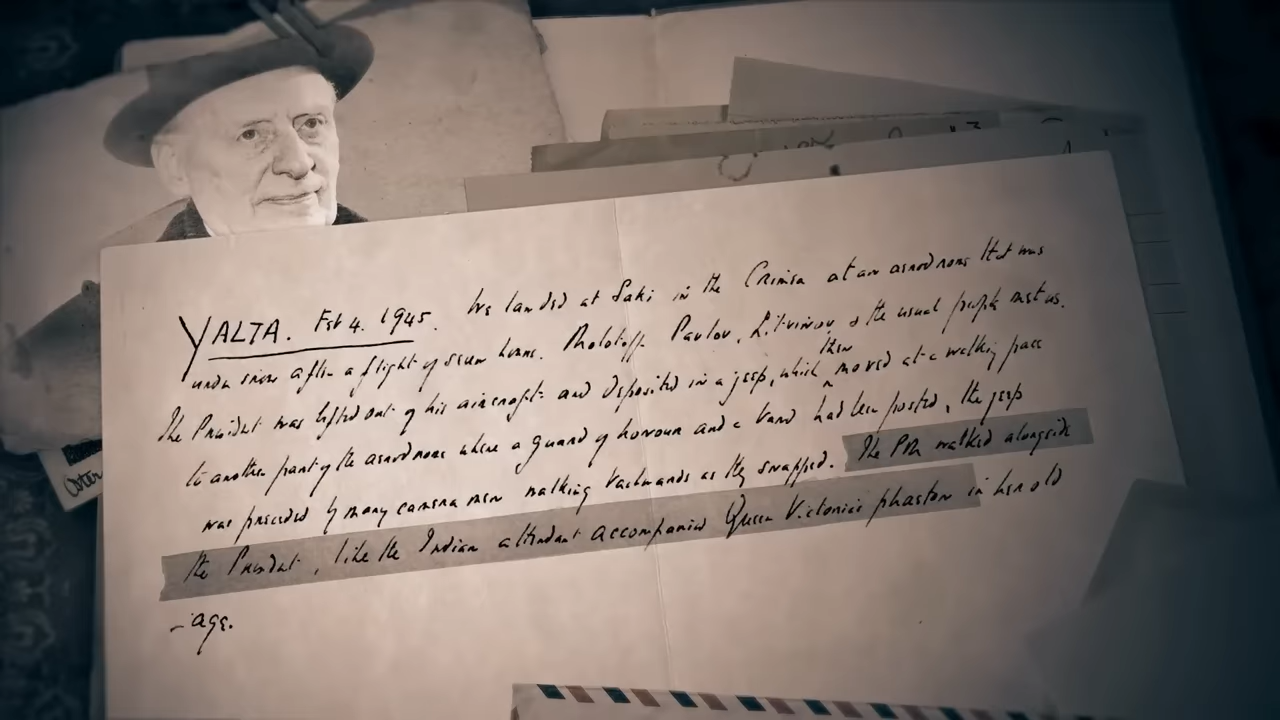 YALTA. Feb 4. 1945. We landed at Saki in the Crimea at an aerodrome that was
under snow after a flight of seven hours. Molotoff, Pavlov, Litvinov & the usual people met us.
The President was lifted out of his aircraft and deposited in a jeep, which then moved at a walking pace
to another part of the aerodrome where a guard of honour and a band had been posted, the jeep
was preceded by many camera men walking backwards as they snapped. The PM walked alongside
the President, like the Indian attendant accompanied Queen Victoria's phaeton in her old
age.